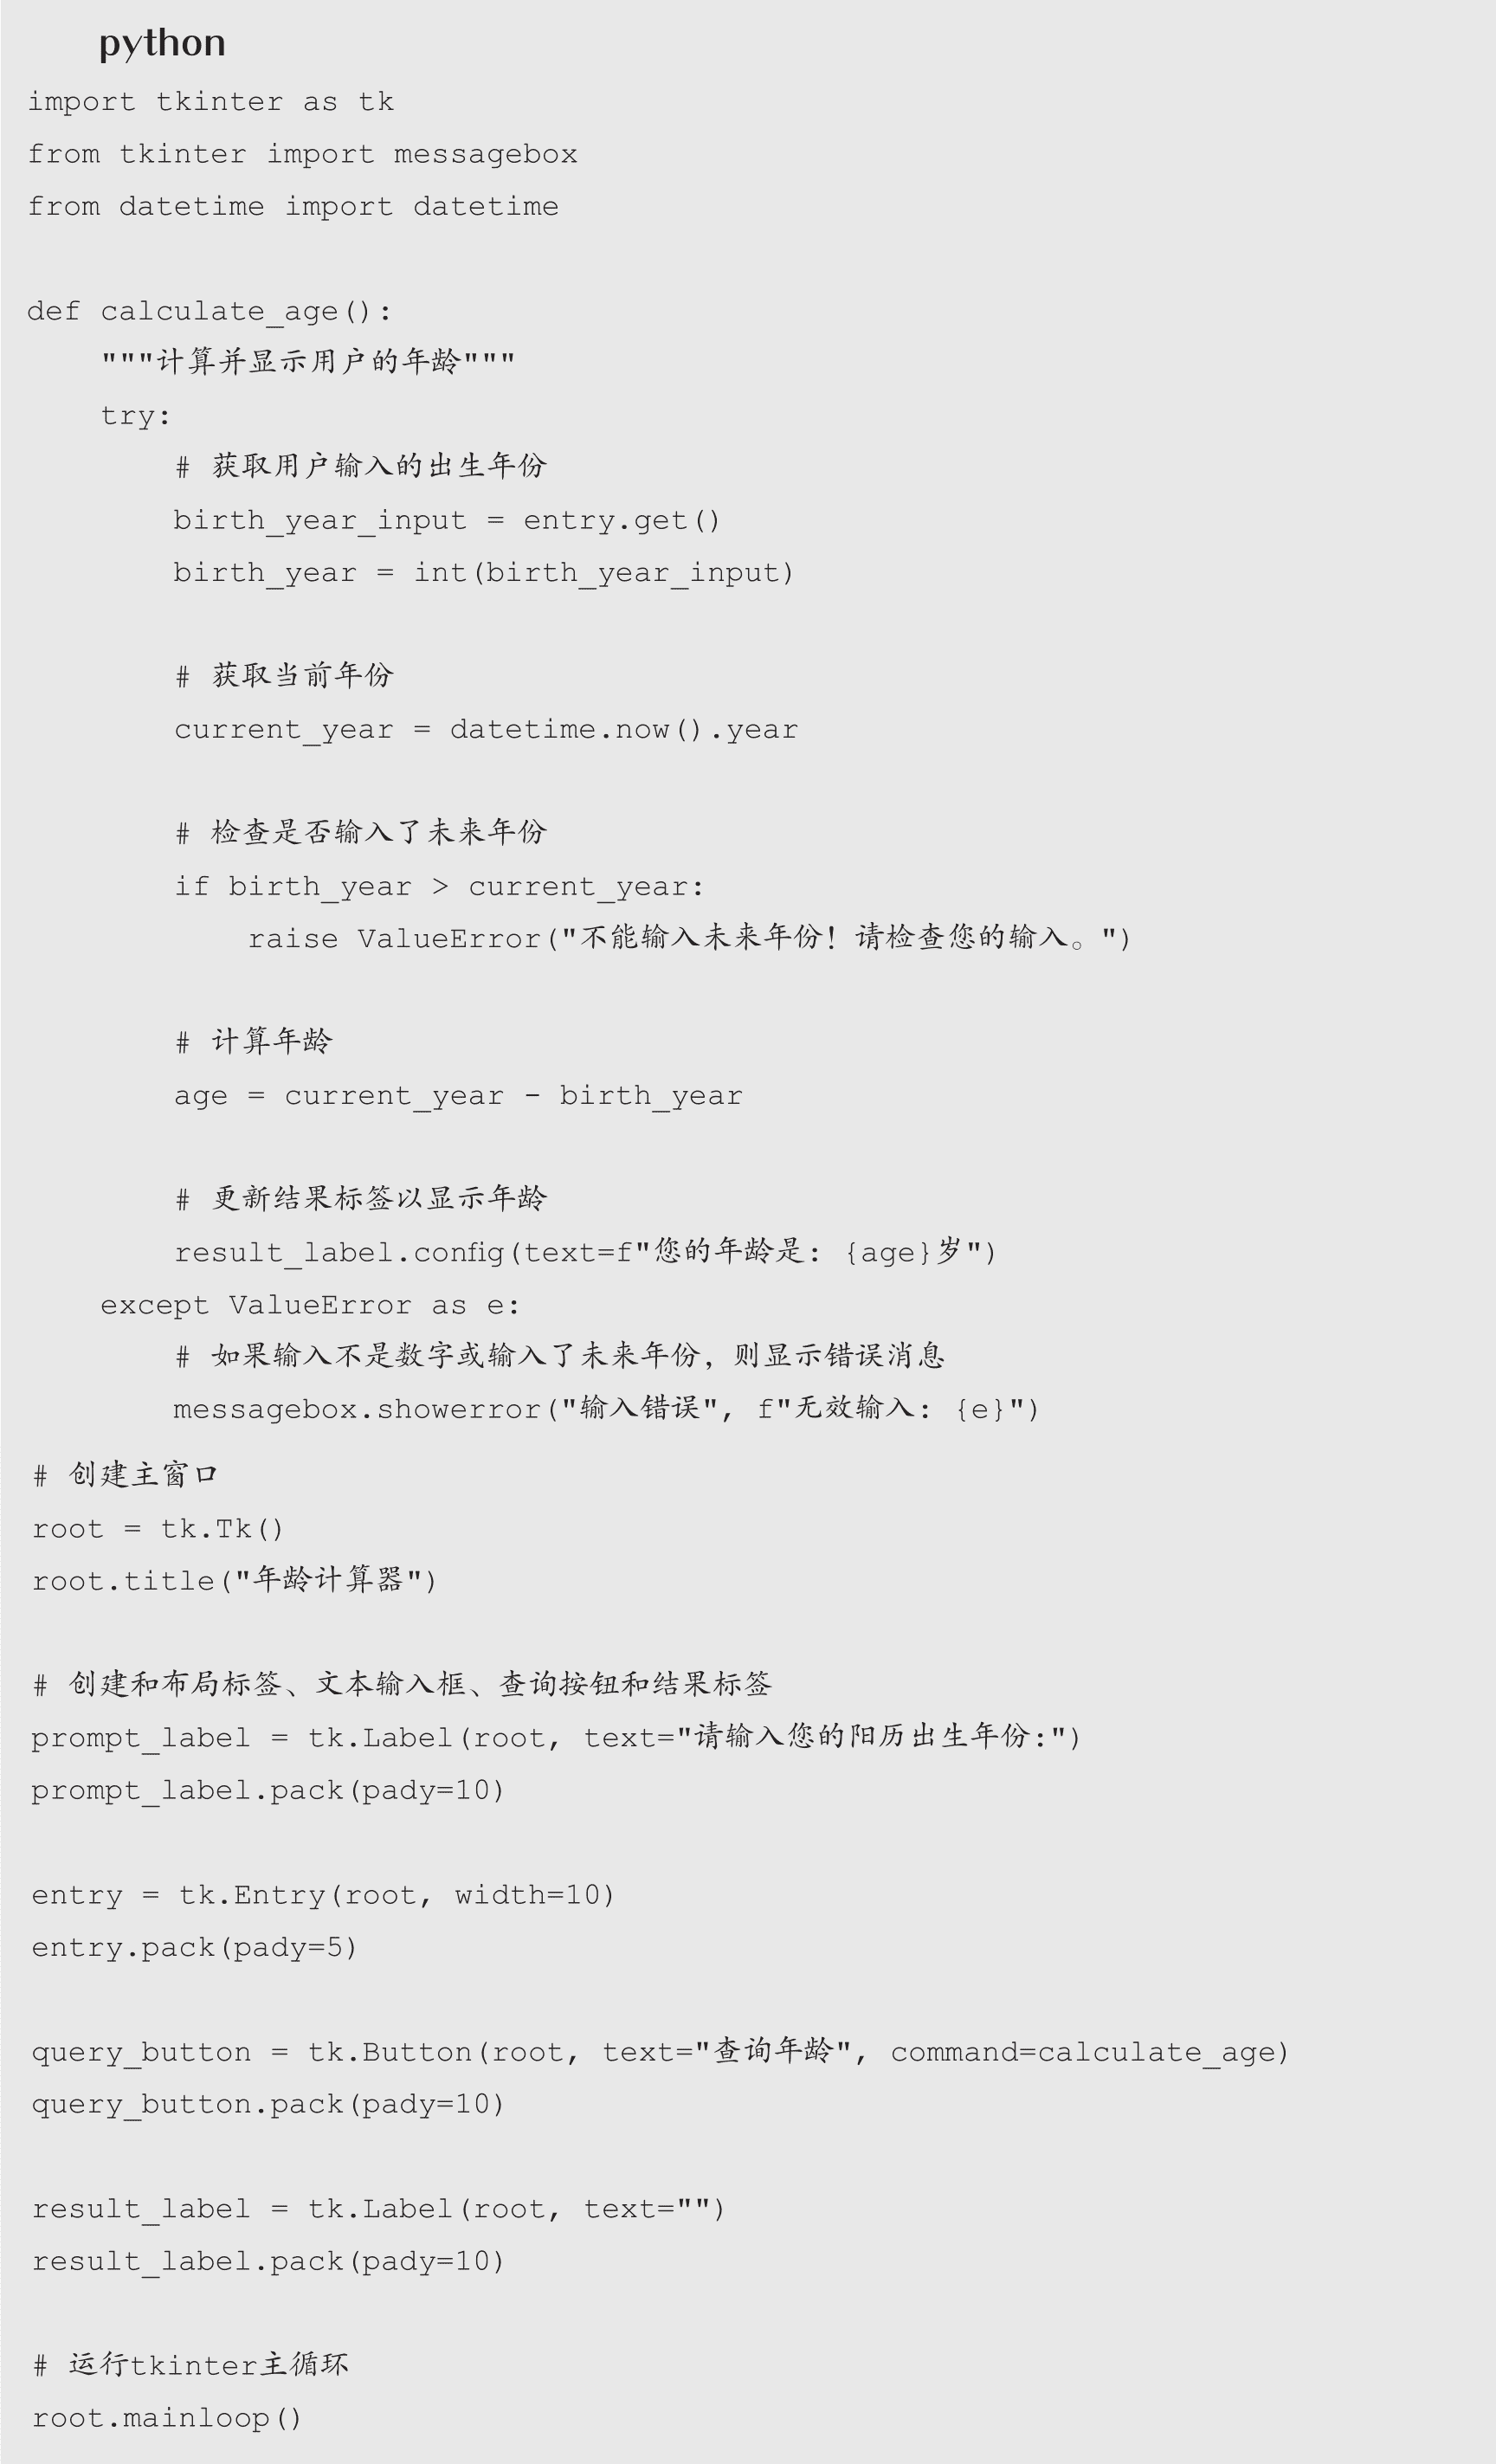 python
import tkinter as tk
from tkinter import messagebox
from datetime import datetime
def calculate_age():
    """计算并显示用户的年龄"""
    try:
        # 获取用户输入的出生年份
        birth_year_input = entry.get()
        birth_year = int(birth_year_input)
        # 获取当前年份
        current_year = datetime.now().year
        # 检查是否输入了未来年份
        if birth_year > current_year:
            raise ValueError("不能输入未来年份！请检查您的输入。")
        # 计算年龄
        age = current_year - birth_year
        # 更新结果标签以显示年龄
        result_label.config(text=f"您的年龄是：{age}岁")
    except ValueError as e:
        # 如果输入不是数字或输入了未来年份，则显示错误消息
        messagebox.showerror("输入错误", f"无效输入：{e}")
# 创建主窗口
root = tk.Tk()
root.title("年龄计算器")
# 创建和布局标签、文本输入框、查询按钮和结果标签
prompt_label = tk.Label(root, text="请输入您的阳历出生年份:")
prompt_label.pack(pady=10)
entry = tk.Entry(root, width=10)
entry.pack(pady=5)
query_button = tk.Button(root, text="查询年龄", command=calculate_age)
query_button.pack(pady=10)
result_label = tk.Label(root, text="")
result_label.pack(pady=10)
# 运行tkinter主循环
root.mainloop()